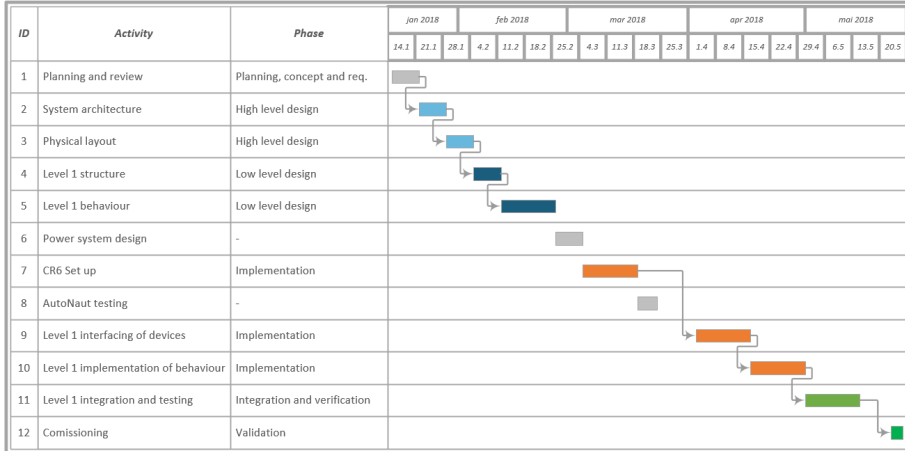 ID Activity Phase jan 2018 feb 2018 mar 2018 apr 2018 mai 2018
14.1 21.1 28.1 4.2 11.2 18.2 25.2 4.3 11.3 18.3 25.3 1.4 8.4 15.4 22.4 29.4 6.5 13.5 20.5
1 Planning and review Planning, concept and req.
2 System architecture High level design
3 Physical layout High level design
4 Level 1 structure Low level design
5 Level 1 behaviour Low level design
6 Power system design -
7 CR6 Set up Implementation
8 AutoNaut testing -
9 Level 1 interfacing of devices Implementation
10 Level 1 implementation of behaviour Implementation
11 Level 1 integration and testing Integration and verification
12 Comissioning Validation